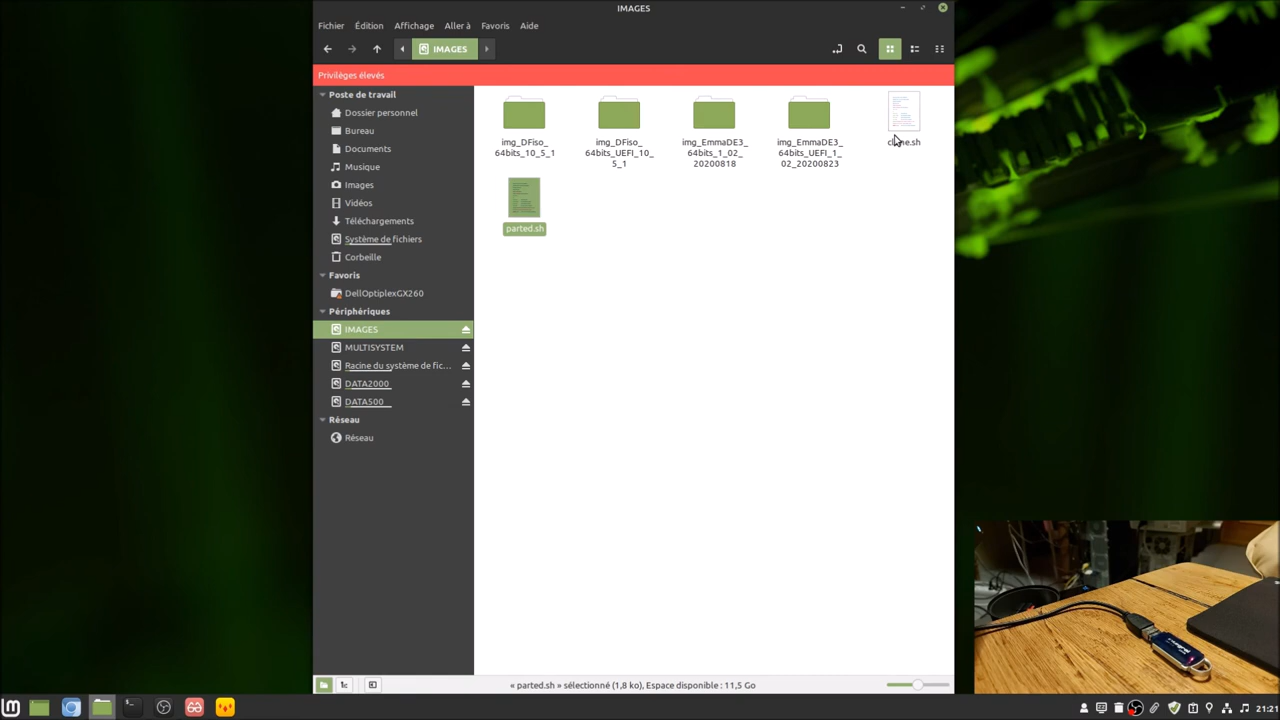 IMAGES
Fichier Édition Affichage Aller à Favoris Aide
IMAGES
Privilèges élevés
Poste de travail
Dossier personnel
Bureau
Documents
Musique
Images
Vidéos
Téléchargements
Système de fichiers
Corbeille
Favoris
DellOptiplexGX260
Périphériques
IMAGES
MULTISYSTEM
Racine du système de fic...
DATA2000
DATA500
Réseau
Réseau
img_DFiso_
64bits_10_5_1
img_DFiso_
64bits_UEFI_10_
5_1
img_EmmaDE3_
64bits_1_02_
20200818
img_EmmaDE3_
64bits_UEFI_1_
02_20200823
parted.sh
« parted.sh » sélectionné (1,8 ko), Espace disponible : 11,5 Go
21:21